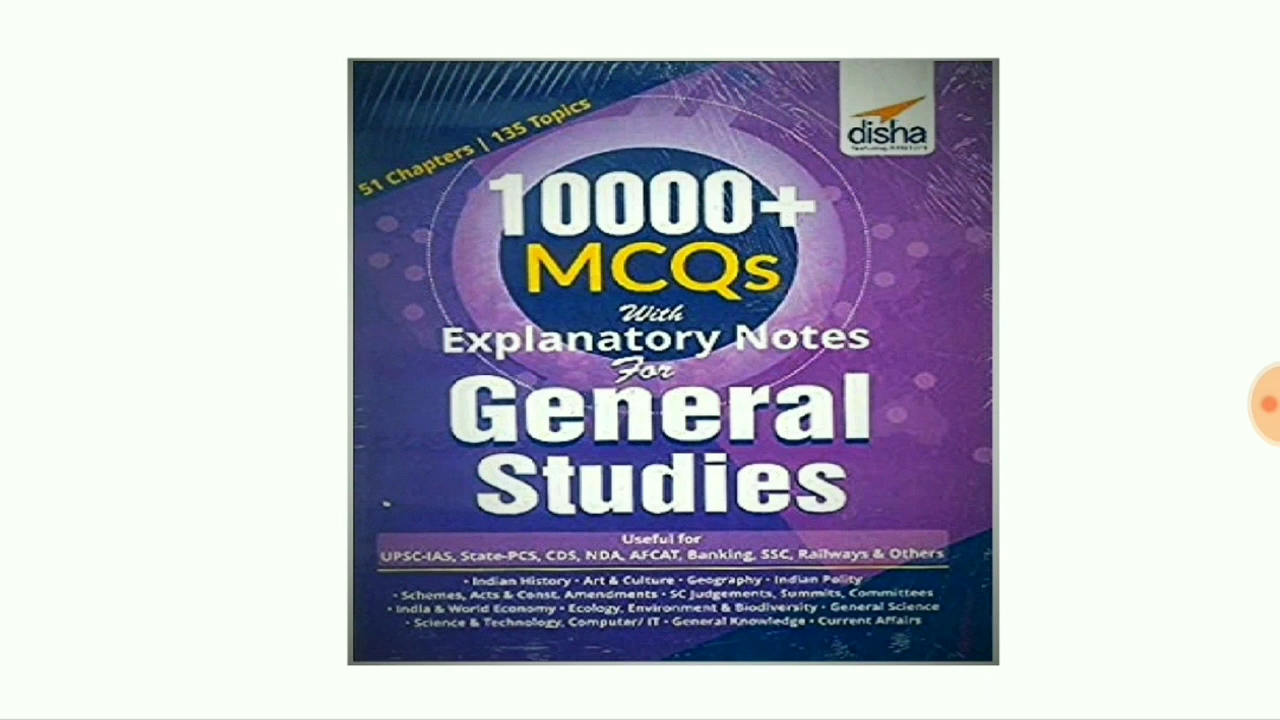 51 Chapters | 135 Topics
disha
10000+
MCQs
With
Explanatory Notes
For
General
Studies
Useful for
UPSC-IAS, State-PCS, CDS, NDA, AFCAT, Banking, SSC, Railways & Others
• Indian History • Art & Culture • Geography • Indian Polity
• Schemes, Acts & Const. Amendments • SC Judgements, Summits, Committees
• India & World Economy • Ecology, Environment & Biodiversity • General Science
• Science & Technology, Computer/ IT • General Knowledge • Current Affairs